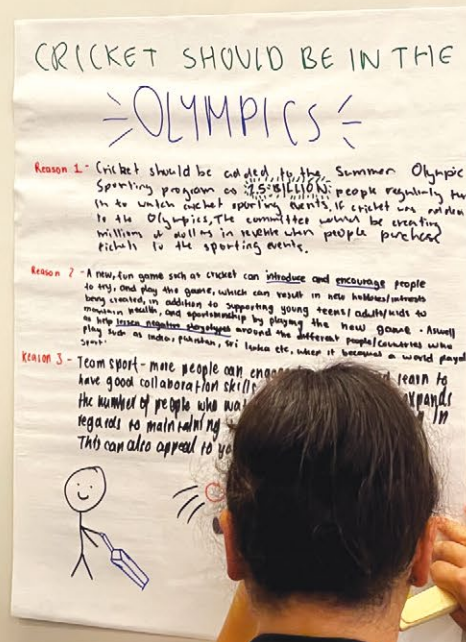 CRICKET SHOULD BE IN THE
OLYMPICS
Reason 1 - Cricket should be added to the Summer Olympic
Sporting program as 2.5 BILLION people regularly
in to watch cricket sporting events. If cricket was
to the Olympics, The committee would be creating
millions of dollars in revenue when people purchase
tickets to the sporting events.
Reason 2 - A new, fun game such as cricket can introduce and encourage people
to try, and play the game, which can result in new hobbies/interests
being created, in addition to supporting young teens/adults/kids to
maintain health, and sportsmanship by playing the new game. Aswell
as help lessen negative around the different people/countries who
play such as India, Pakistan, Sri Lanka etc, when it becomes a world
sport.
Reason 3 - Team sport - more people can learn to
have good collaboration skills
the number of people who
regards to maintaining In
This can also appeal to